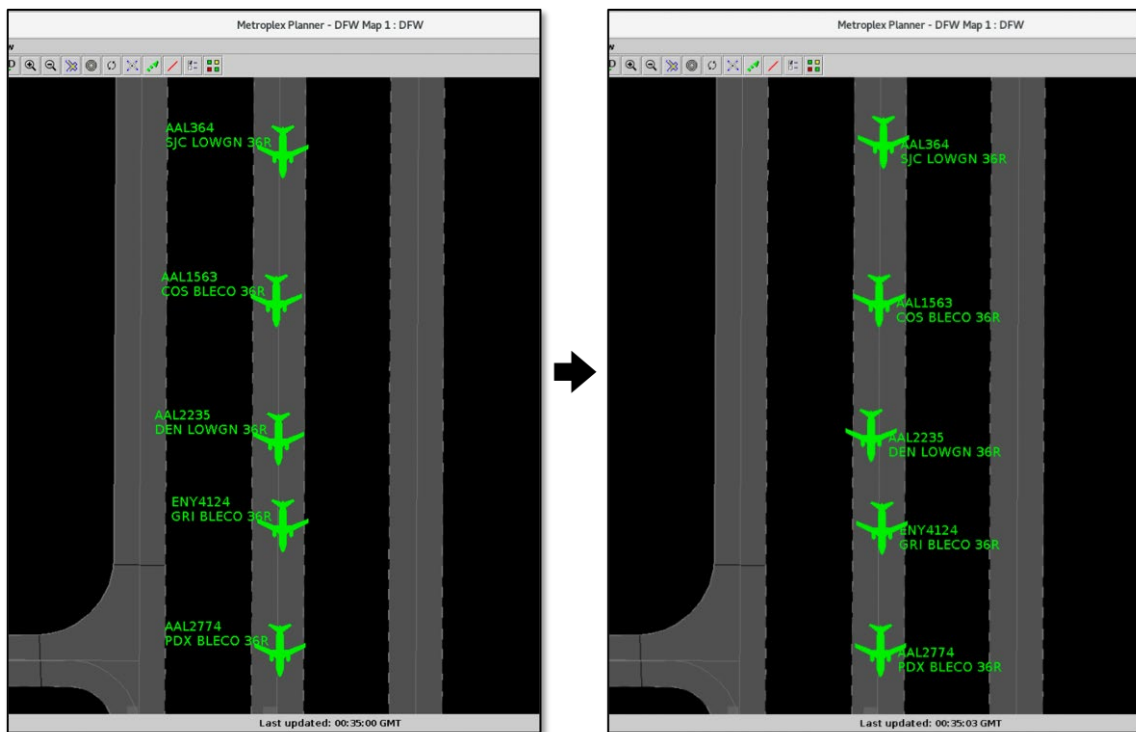 Metroplex Planner - DFW Map 1 : DFW
w
AAL364
SJC LOWGN 36R
AAL1563
COS BLECO 36R
AAL2235
DEN LOWGN 36R
ENY4124
GRI BLECO 36R
AAL2774
PDX BLECO 36R
Last updated: 00:35:00 GMT
Metroplex Planner - DFW Map 1 : DFW
w
AAL364
SJC LOWGN 36R
AAL1563
COS BLECO 36R
AAL2235
DEN LOWGN 36R
ENY4124
GRI BLECO 36R
AAL2774
PDX BLECO 36R
Last updated: 00:35:03 GMT